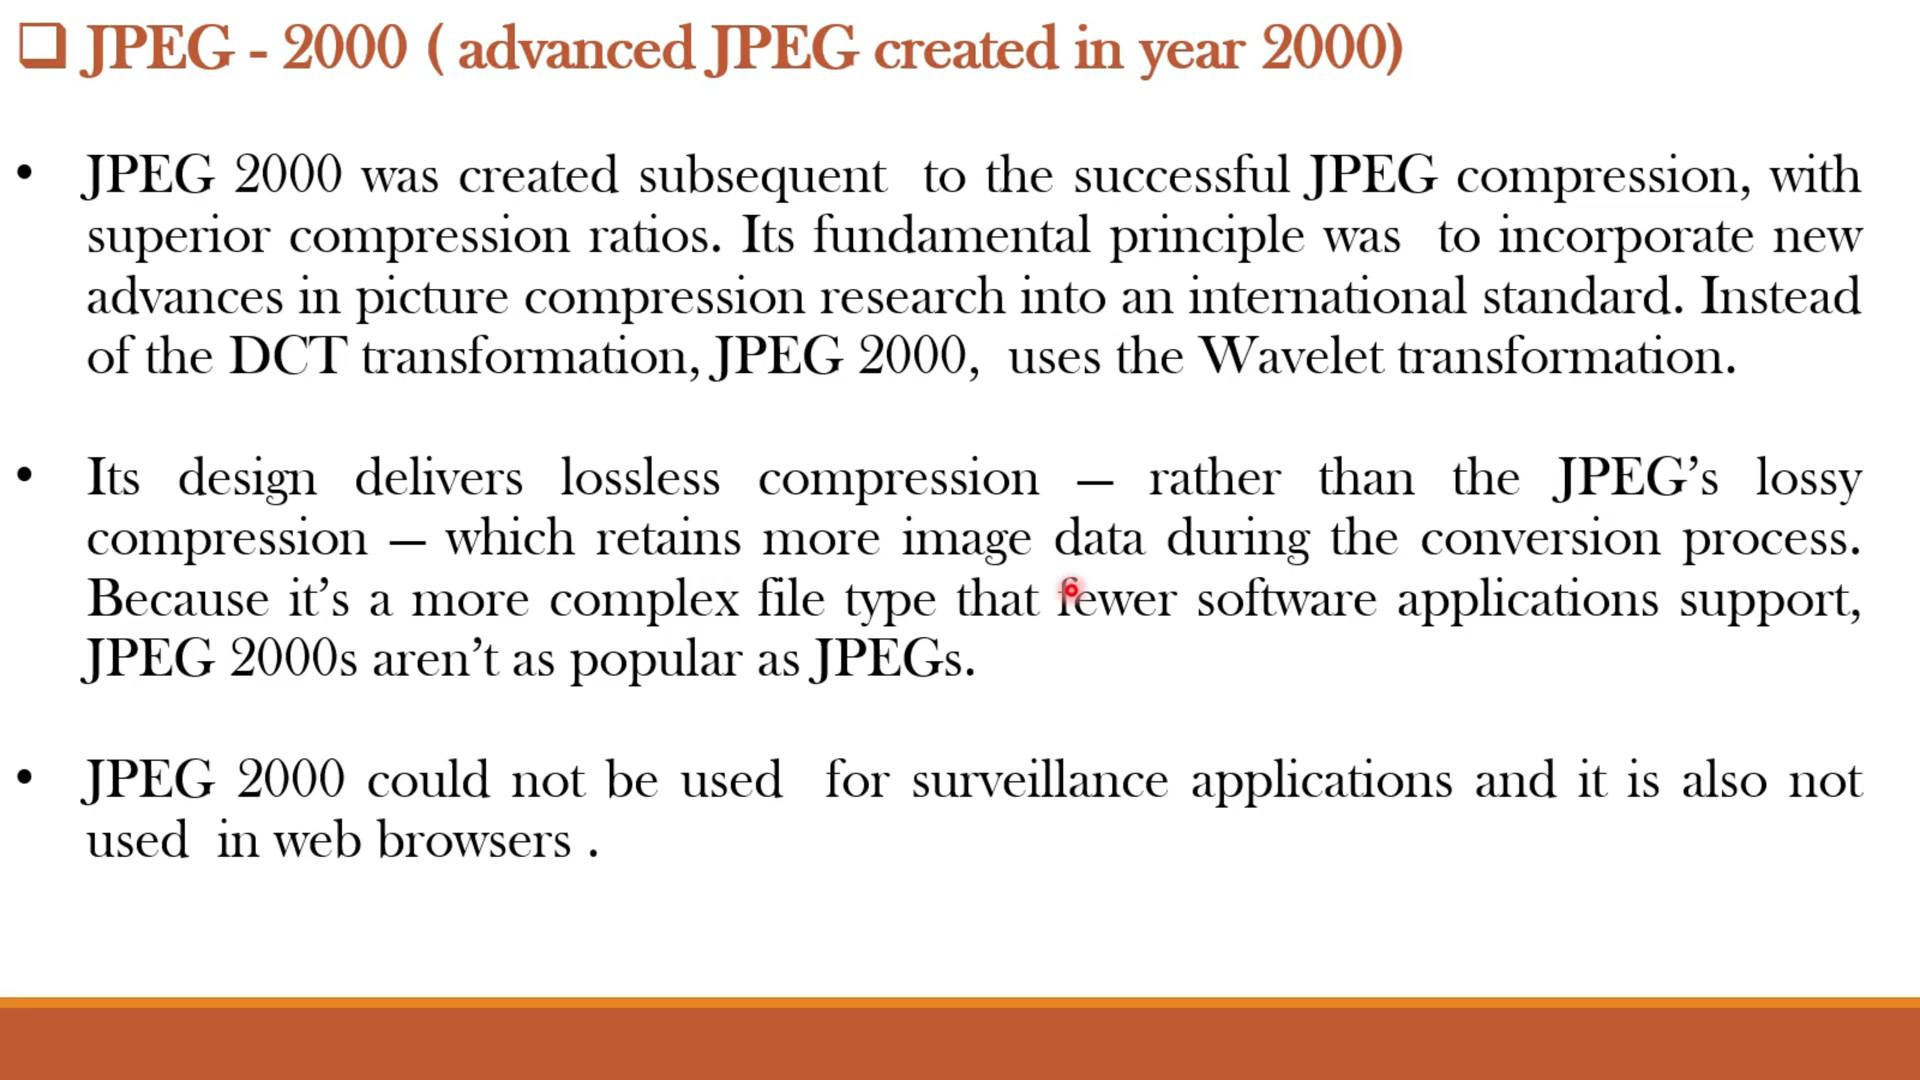 ❑ JPEG - 2000 ( advanced JPEG created in year 2000)
• JPEG 2000 was created subsequent to the successful JPEG compression, with
superior compression ratios. Its fundamental principle was to incorporate new
advances in picture compression research into an international standard. Instead
of the DCT transformation, JPEG 2000, uses the Wavelet transformation.
• Its design delivers lossless compression — rather than the JPEG’s lossy
compression — which retains more image data during the conversion process.
Because it’s a more complex file type that fewer software applications support,
JPEG 2000s aren’t as popular as JPEGs.
• JPEG 2000 could not be used for surveillance applications and it is also not
used in web browsers .